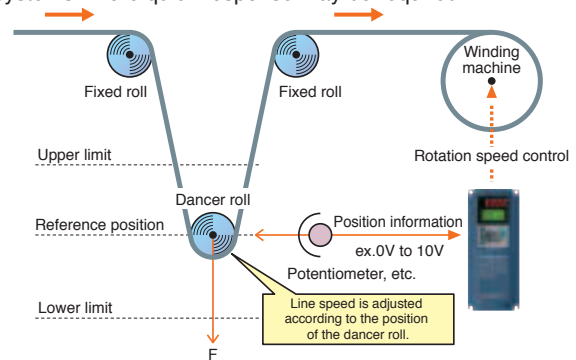 Fixed roll
Fixed roll
Winding
machine
Upper limit
Rotation speed control
Dancer roll
Reference position
Position information
ex.0V to 10V
Potentiometer, etc.
Line speed is adjusted
according to the position
of the dancer roll.
Lower limit
F